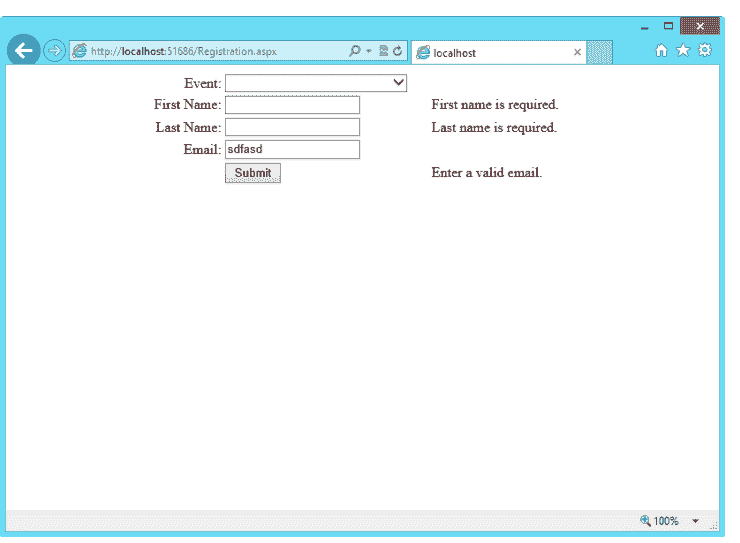 http://localhost:51686/Registration.aspx
localhost
Event:
First Name:
First name is required.
Last Name:
Last name is required.
Email: sdfasd
Submit
Enter a valid email.
100%